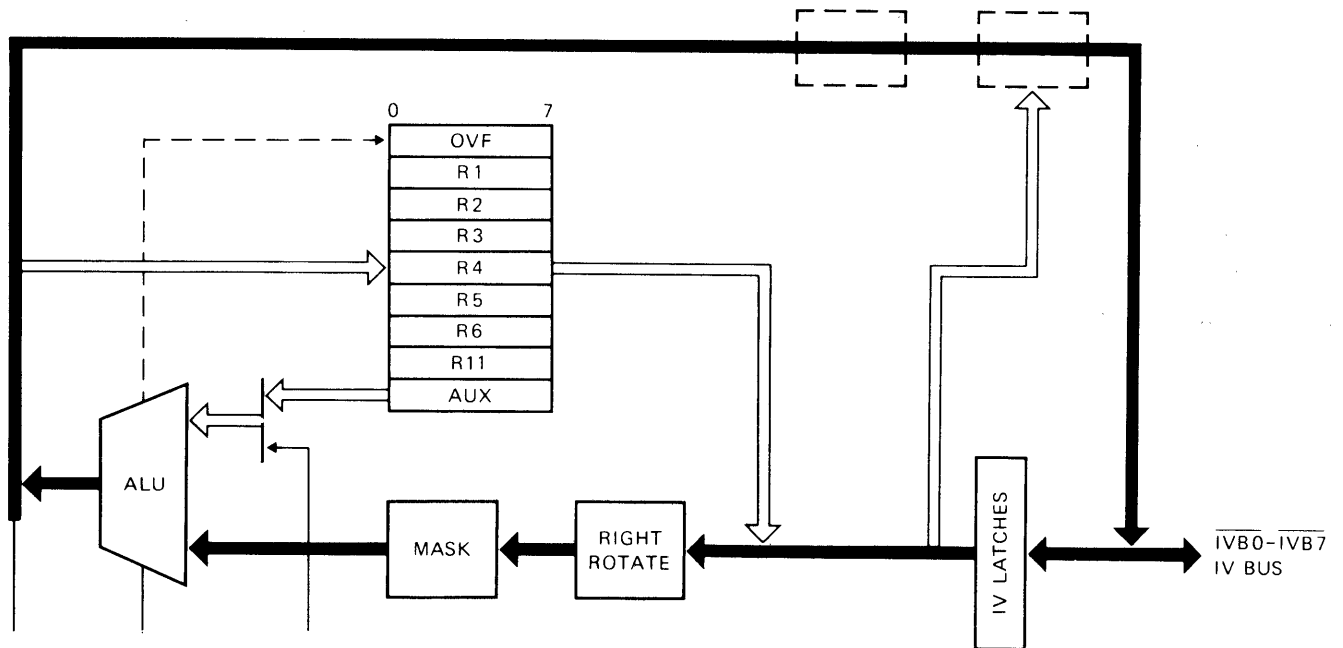 0 7
OVF
R1
R2
R3
R4
R5
R6
R11
AUX
ALU
MASK
RIGHT
ROTATE
IV LATCHES
IVB0-IVB7
IV BUS